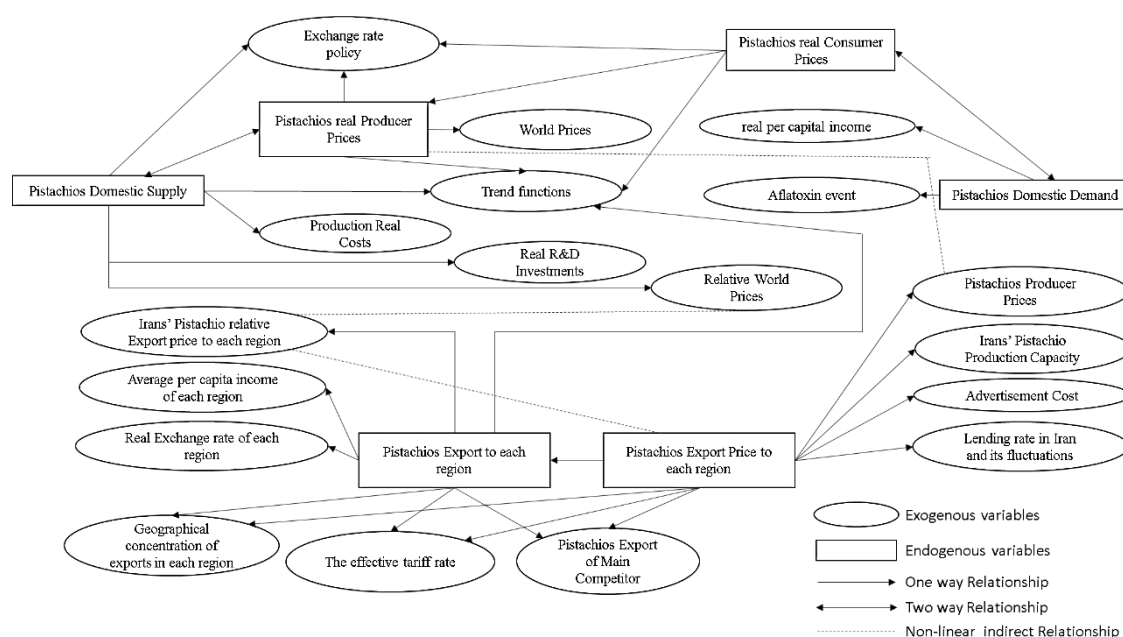 Exchange rate
policy
Pistachios real Consumer
Prices
Pistachios real Producer
Prices
World Prices
real per capital income
Pistachios Domestic Supply
Trend functions
Aflatoxin event
Pistachios Domestic Demand
Production Real
Costs
Real R&D
Investments
Relative World
Prices
Pistachios Producer
Prices
Irans’ Pistachio relative
Export price to each region
Irans’ Pistachio
Production Capacity
Average per capita income
of each region
Advertisement Cost
Real Exchange rate of each
region
Pistachios Export to each
region
Pistachios Export Price to
each region
Lending rate in Iran
and its fluctuations
Geographical
concentration of
exports in each region
The effective tariff rate
Pistachios Export
of Main
Competitor
Exogenous variables
Endogenous variables
One way Relationship
Two way Relationship
Non-linear indirect Relationship